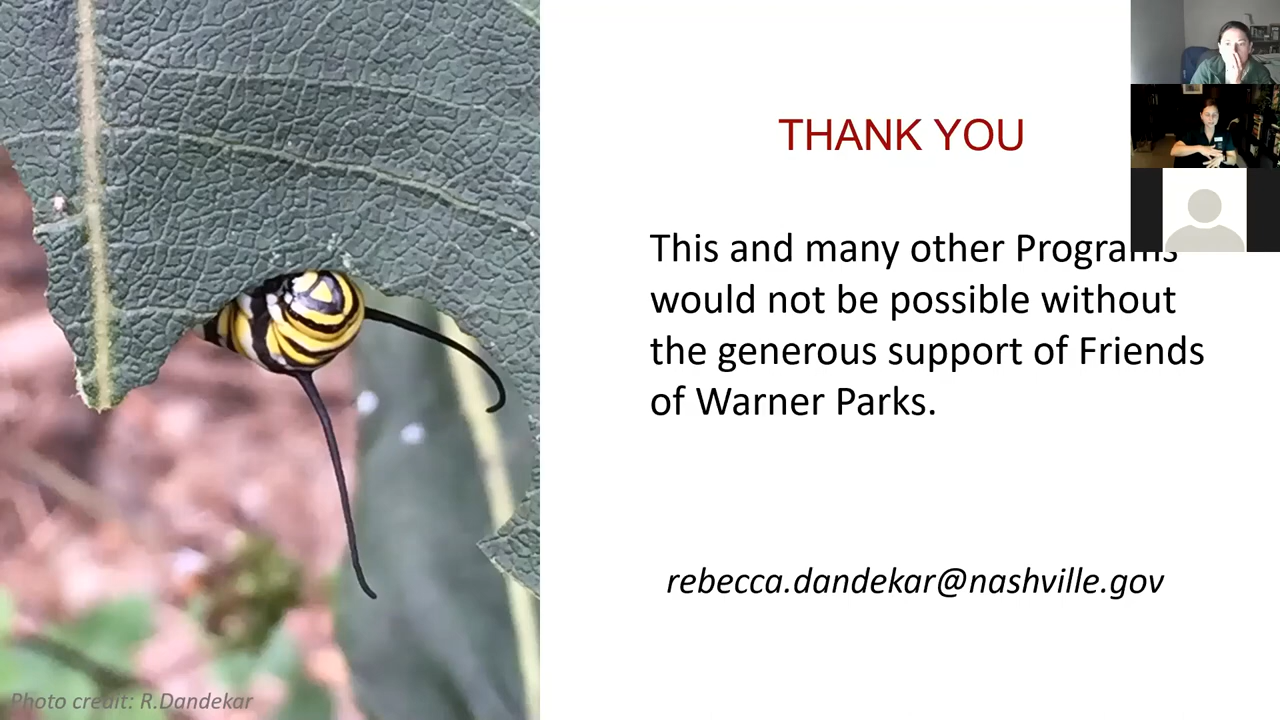 THANK YOU
This and many other Programs
would not be possible without
the generous support of Friends
of Warner Parks.
rebecca.dandekar@nashville.gov
Photo credit: R.Dandekar